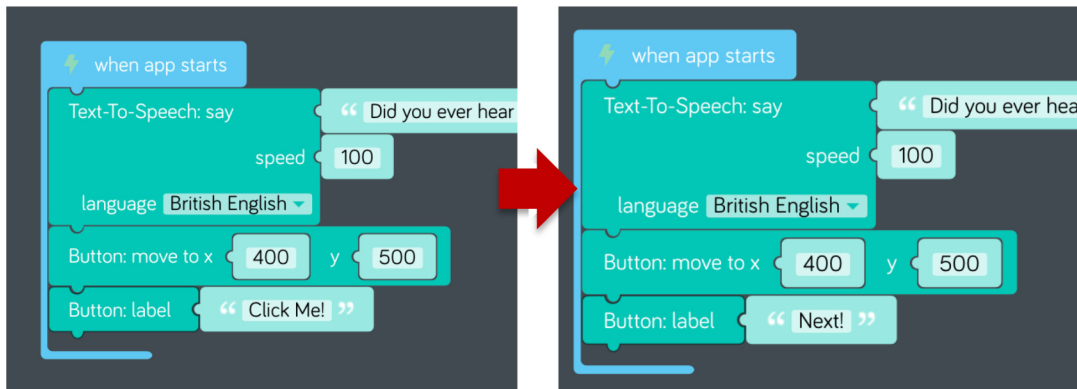 when app starts
Text-To-Speech: say “ Did you ever hear
speed 100
language British English
Button: move to x 400 y 500
Button: label “ Click Me! ”
when app starts
Text-To-Speech: say “ Did you ever hea
speed 100
language British English
Button: move to x 400 y 500
Button: label “ Next! ”